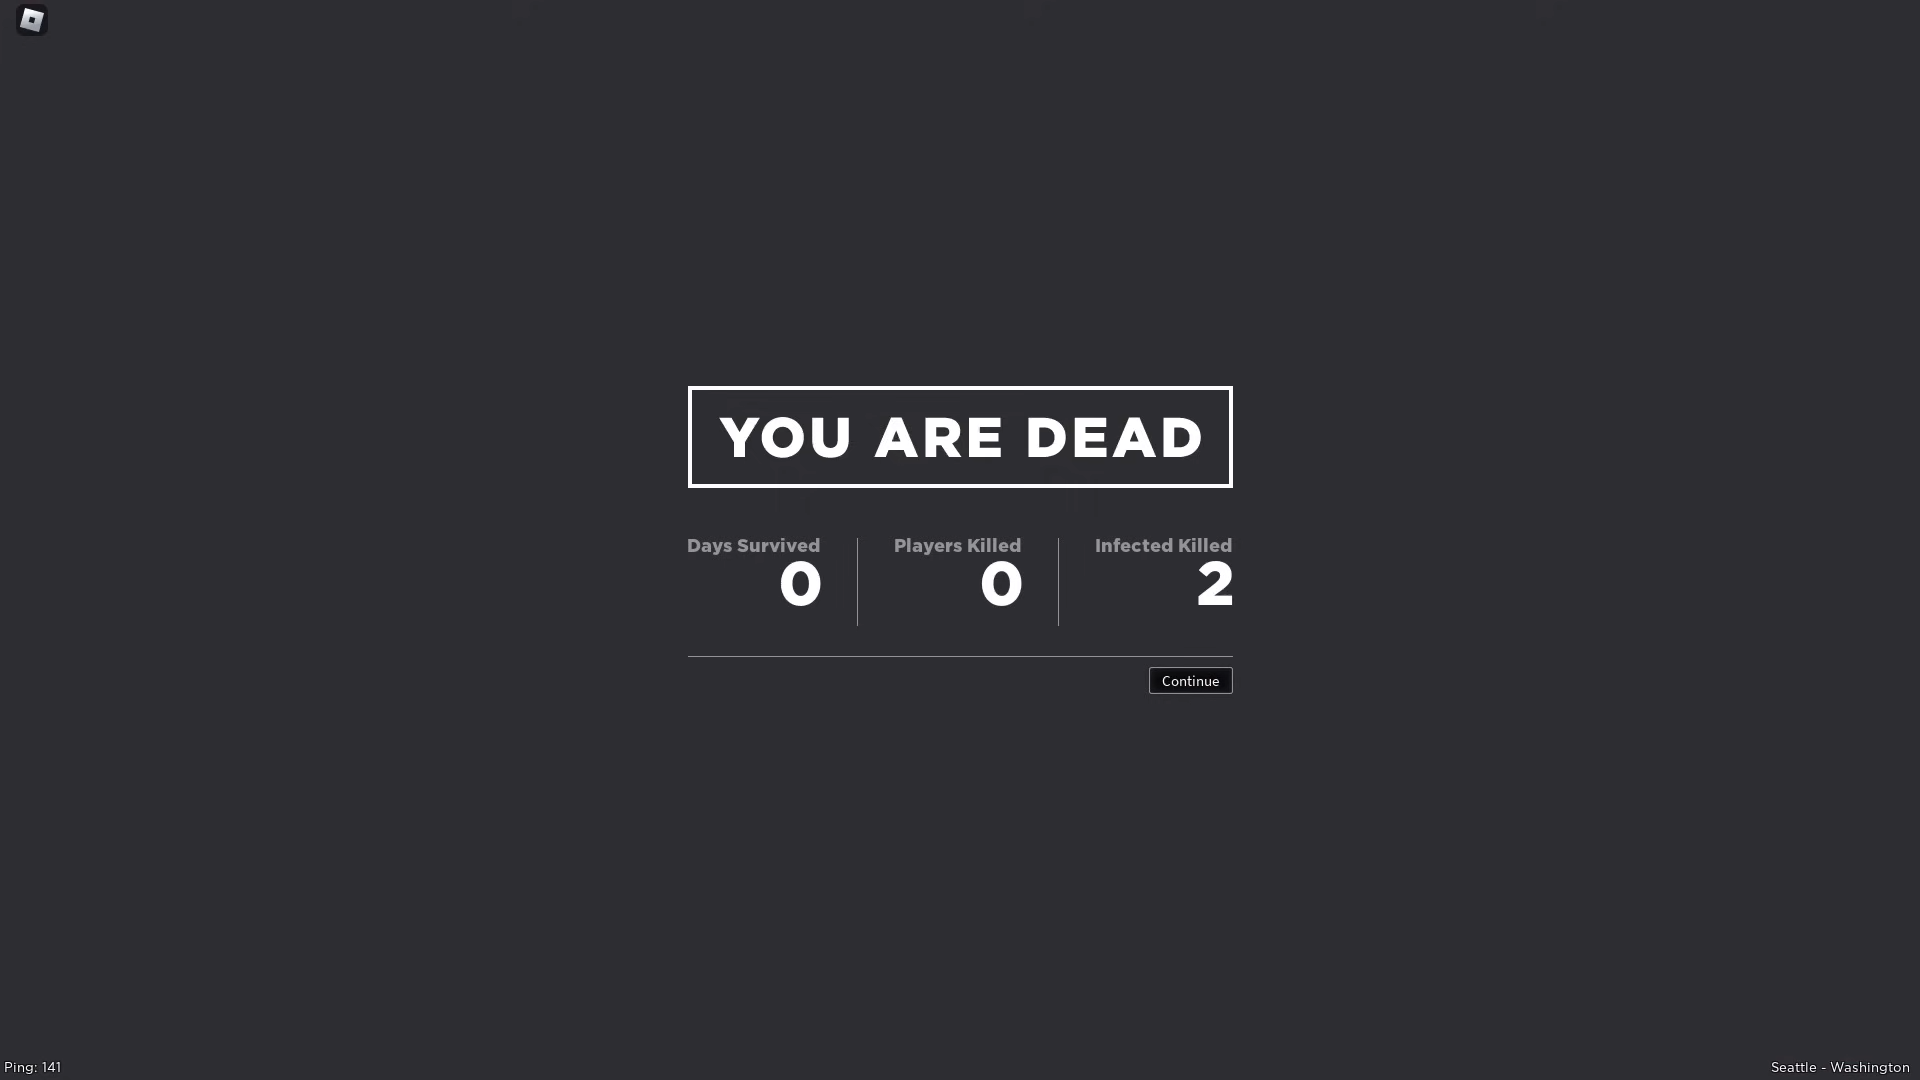 YOU ARE DEAD
Days Survived
0
Players Killed
0
Infected Killed
2
Continue
Ping: 141
Seattle - Washington